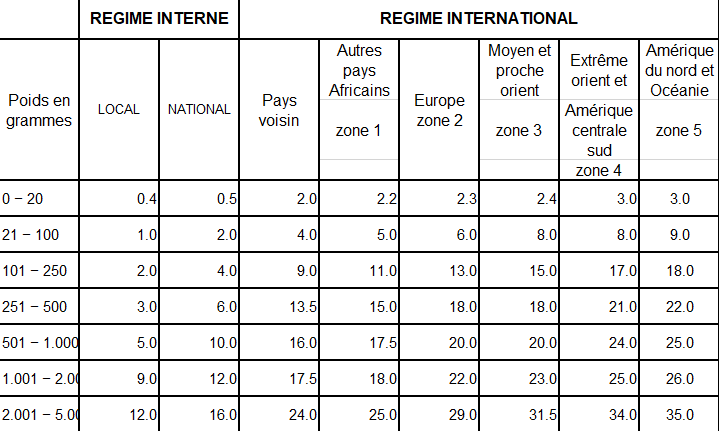 REGIME INTERNE REGIME INTERNATIONAL
Poids en grammes LOCAL NATIONAL Pays voisin Autres pays Africains zone 1 Europe zone 2 Moyen et proche orient zone 3 Extrême orient et Amérique centrale sud zone 4 Amérique du nord et Océanie zone 5
0 − 20 0.4 0.5 2.0 2.2 2.3 2.4 3.0 3.0
21 − 100 1.0 2.0 4.0 5.0 6.0 8.0 8.0 9.0
101 − 250 2.0 4.0 9.0 11.0 13.0 15.0 17.0 18.0
251 − 500 3.0 6.0 13.5 15.0 18.0 18.0 21.0 22.0
501 − 1.000 5.0 10.0 16.0 17.5 20.0 20.0 24.0 25.0
1.001 − 2.00 9.0 12.0 17.5 18.0 22.0 23.0 25.0 26.0
2.001 − 5.00 12.0 16.0 24.0 25.0 29.0 31.5 34.0 35.0